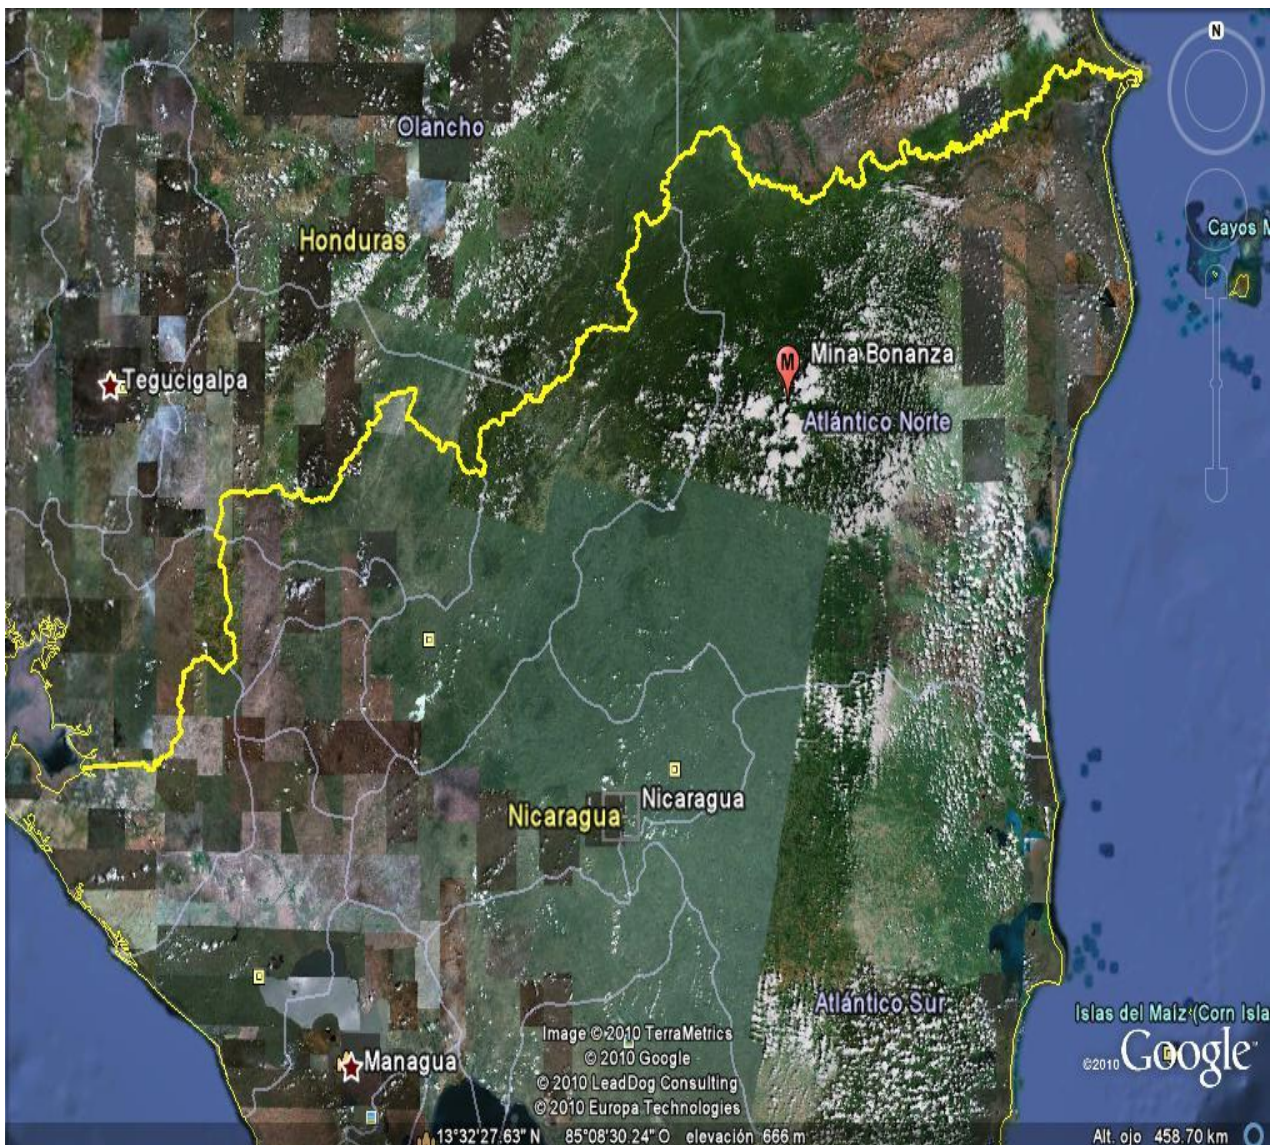 N
Olancho
Cayos M
Honduras
Mina Bonanza
M
Tegucigalpa
Atlántico Norte
Nicaragua
Nicaragua
Atlántico Sur
Islas del Maíz (Corn Isla
Image © 2010 TerraMetrics
© 2010 Google
© 2010 LeadDog Consulting
© 2010 Europa Technologies
©2010 Google
Managua
13°32'27.63" N 85°08'30.24" O elevación 666 m Alt. ojo 458.70 km